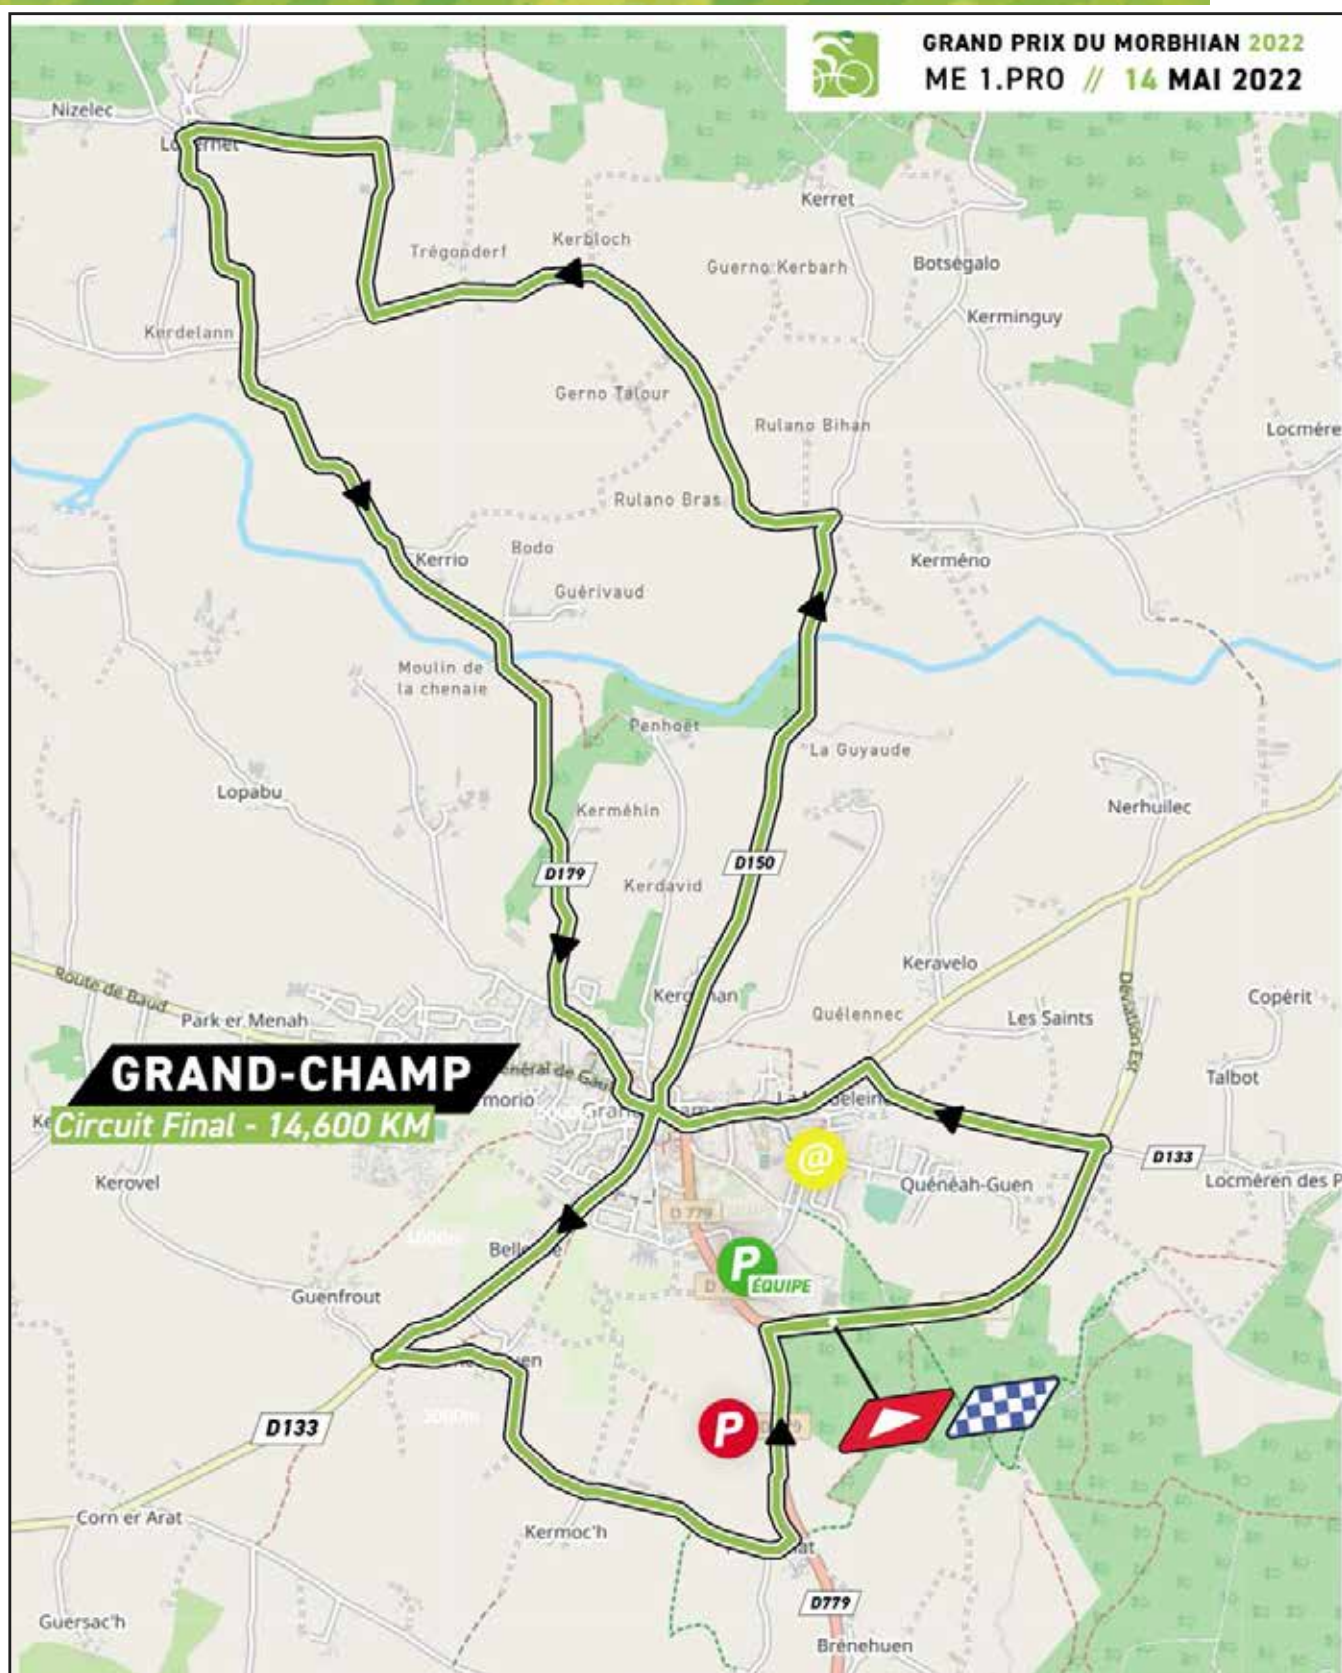 GRAND PRIX DU MORBHIAN 2022
ME 1.PRO // 14 MAI 2022
Nizelec
Kerret
Trégonderf
Kerbloch
Guerno Kerbarh
Botségalo
Kerminguy
Kerdelann
Gerno Talour
Rulano Bihan
Locmére
Rulano Bras
Kerrio
Bodo
Kerméno
Guérivaud
Moulin de
la chenaie
Penhoët
La Guyaude
Lopabu
Kerméhin
Nerhuilec
D179
D150
Kerdavid
Keravelo
Route de Baud
Quélennec
Les Saints
Déviation Est
Copérit
Park er Menah
GRAND-CHAMP
Circuit Final - 14,600 KM
Talbot
@
D133
Kerovel
Quénéah-Guen
Locméren des P
D 779
P
ÉQUIPE
Guenfrout
D133
P
Corn er Arat
Kermoc'h
D779
Guersac'h
Brénehuen